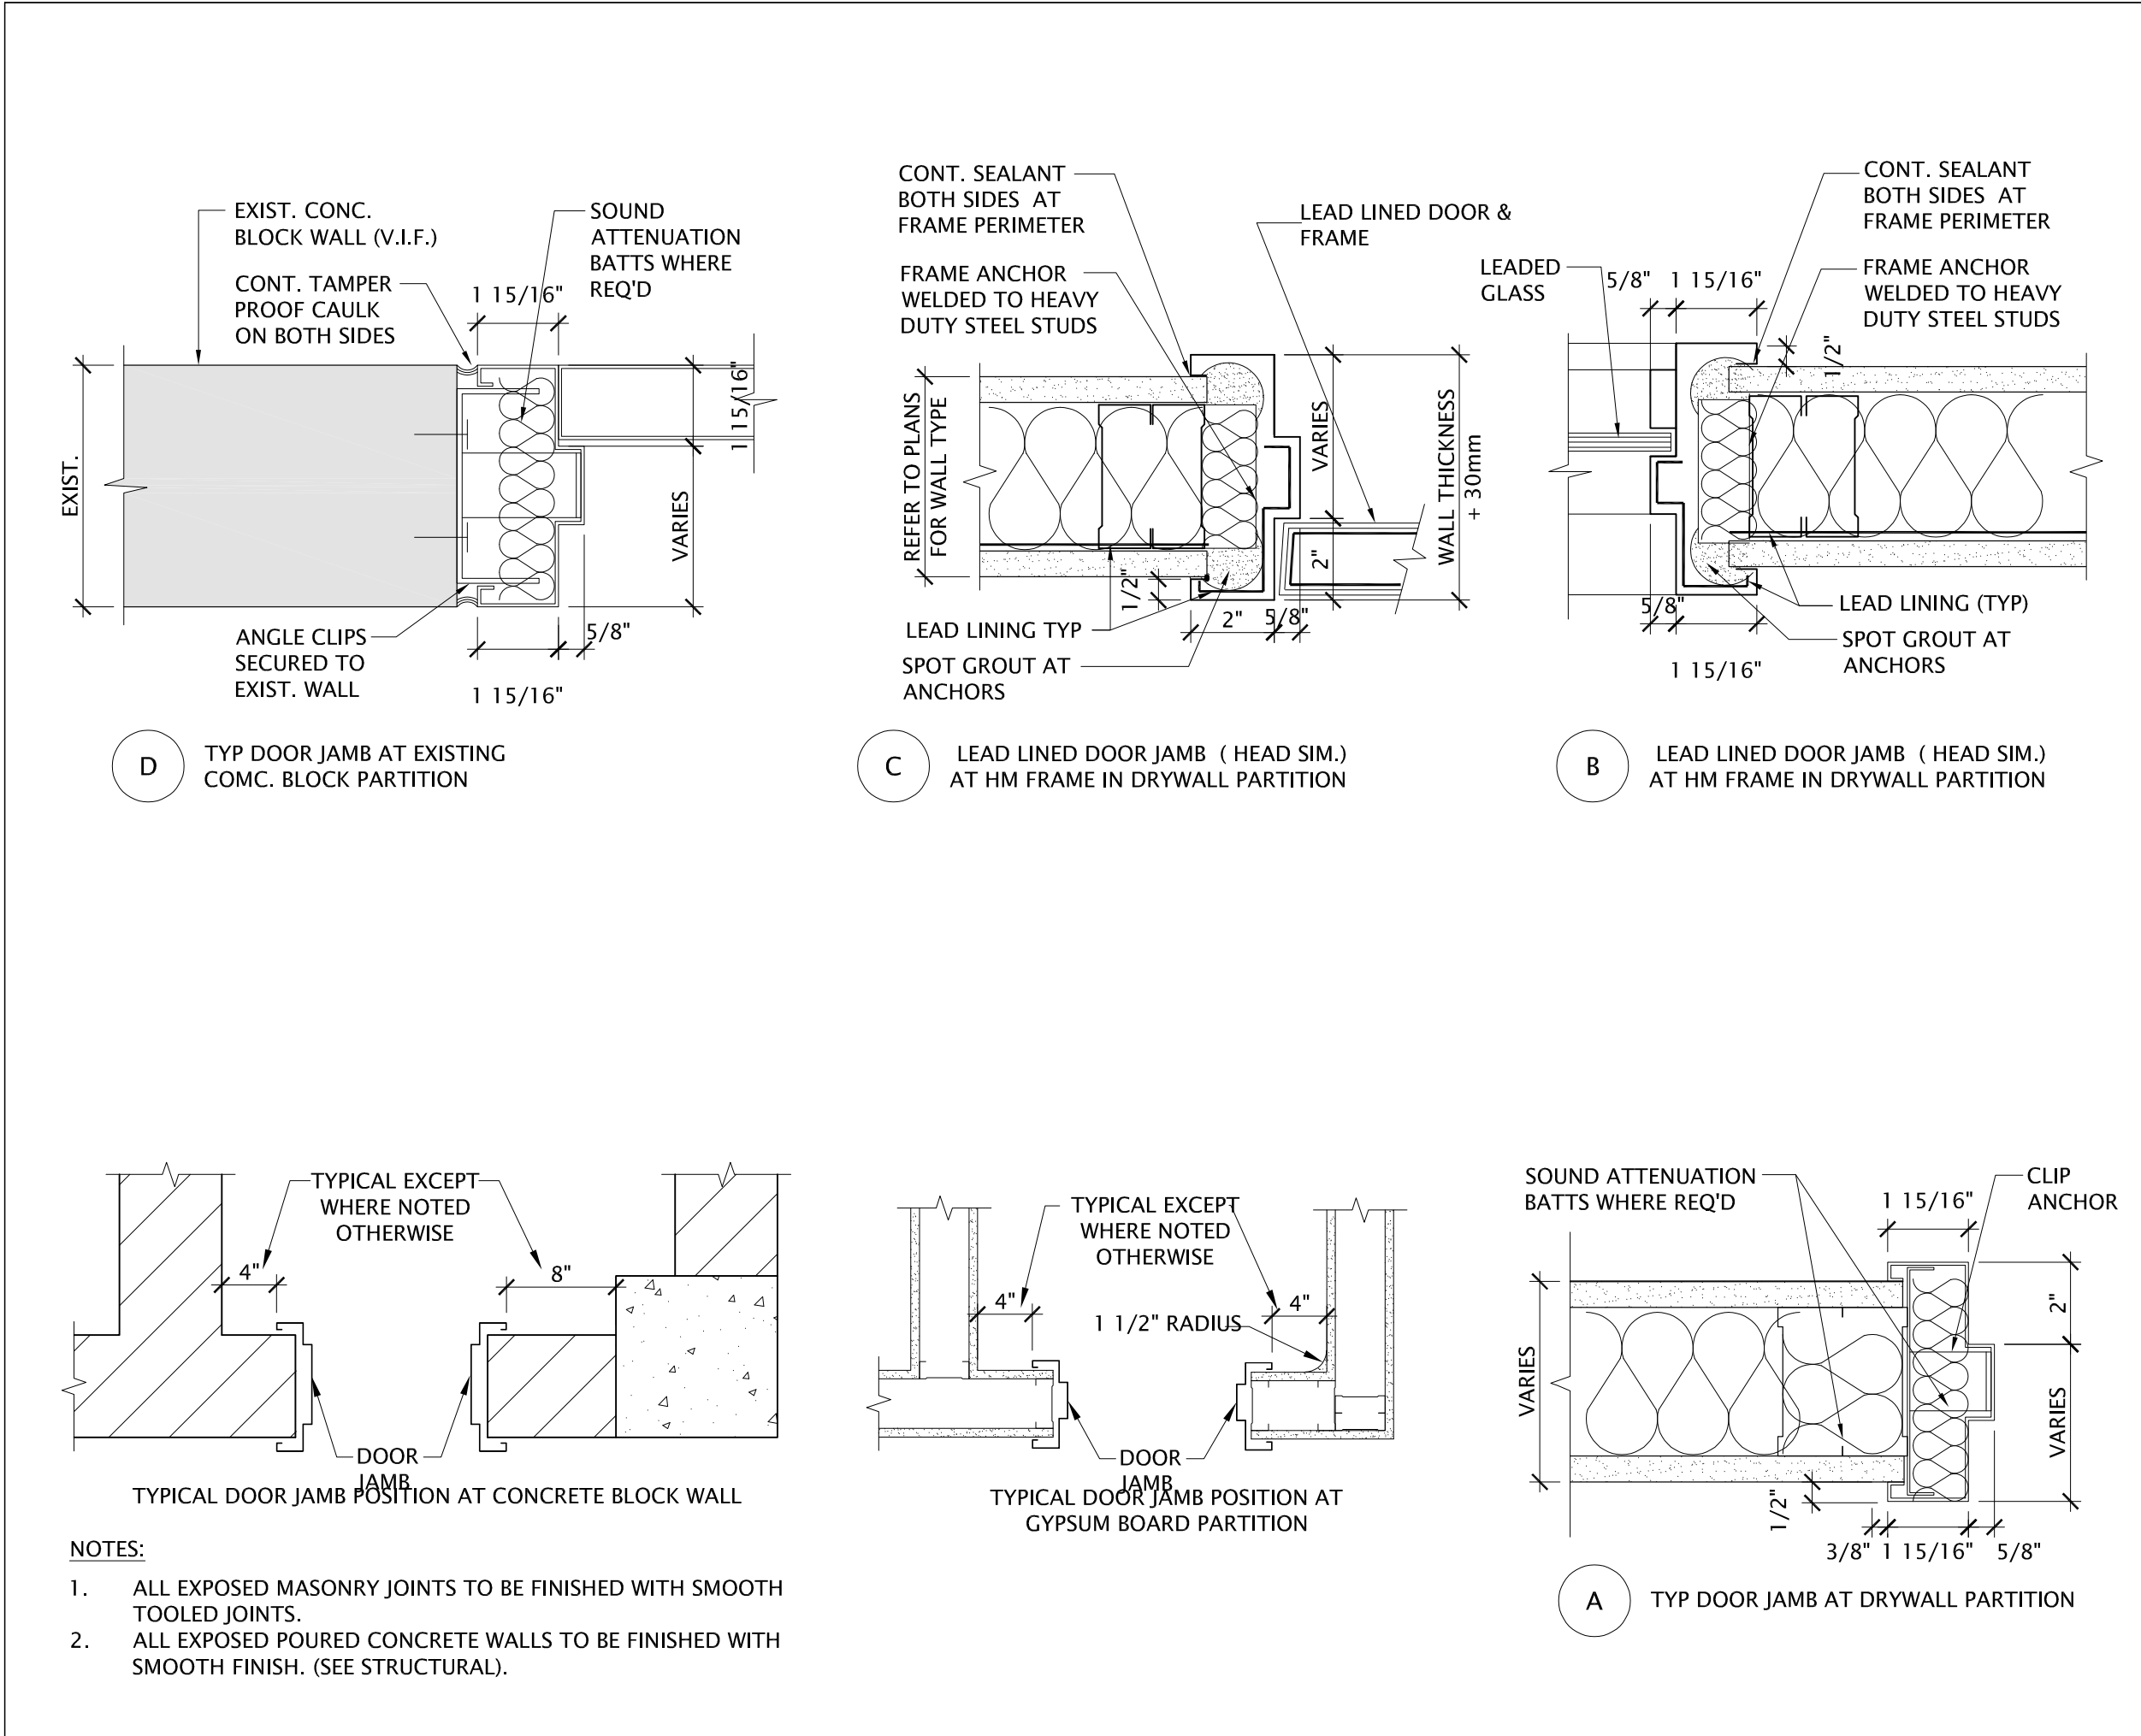 EXIST. CONC.
BLOCK WALL (V.I.F.)
CONT. TAMPER
PROOF CAULK
ON BOTH SIDES
SOUND
ATTENUATION
BATTS WHERE
REQ'D
1 15/16"
1 15/16"
EXIST.
VARIES
ANGLE CLIPS
SECURED TO
EXIST. WALL
5/8"
1 15/16"
D
TYP DOOR JAMB AT EXISTING
COMC. BLOCK PARTITION
CONT. SEALANT
BOTH SIDES AT
FRAME PERIMETER
FRAME ANCHOR
WELDED TO HEAVY
DUTY STEEL STUDS
LEAD LINED DOOR &
FRAME
REFER TO PLANS
FOR WALL TYPE
VARIES
WALL THICKNESS
+ 30mm
2"
1/2"
2"
5/8"
LEAD LINING TYP
SPOT GROUT AT
ANCHORS
C
LEAD LINED DOOR JAMB ( HEAD SIM.)
AT HM FRAME IN DRYWALL PARTITION
CONT. SEALANT
BOTH SIDES AT
FRAME PERIMETER
LEADED
GLASS
5/8"
1 15/16"
FRAME ANCHOR
WELDED TO HEAVY
DUTY STEEL STUDS
1/2"
5/8"
1 15/16"
LEAD LINING (TYP)
SPOT GROUT AT
ANCHORS
B
LEAD LINED DOOR JAMB ( HEAD SIM.)
AT HM FRAME IN DRYWALL PARTITION
TYPICAL EXCEPT
WHERE NOTED
OTHERWISE
4"
8"
DOOR
JAMB
TYPICAL DOOR JAMB POSITION AT CONCRETE BLOCK WALL
TYPICAL EXCEPT
WHERE NOTED
OTHERWISE
4"
4"
1 1/2" RADIUS
DOOR
JAMB
TYPICAL DOOR JAMB POSITION AT
GYPSUM BOARD PARTITION
SOUND ATTENUATION
BATTS WHERE REQ'D
1 15/16"
CLIP
ANCHOR
2"
VARIES
VARIES
1/2"
3/8"
1 15/16"
5/8"
A
TYP DOOR JAMB AT DRYWALL PARTITION
NOTES:
1. ALL EXPOSED MASONRY JOINTS TO BE FINISHED WITH SMOOTH
TOOLED JOINTS.
2. ALL EXPOSED POURED CONCRETE WALLS TO BE FINISHED WITH
SMOOTH FINISH. (SEE STRUCTURAL).